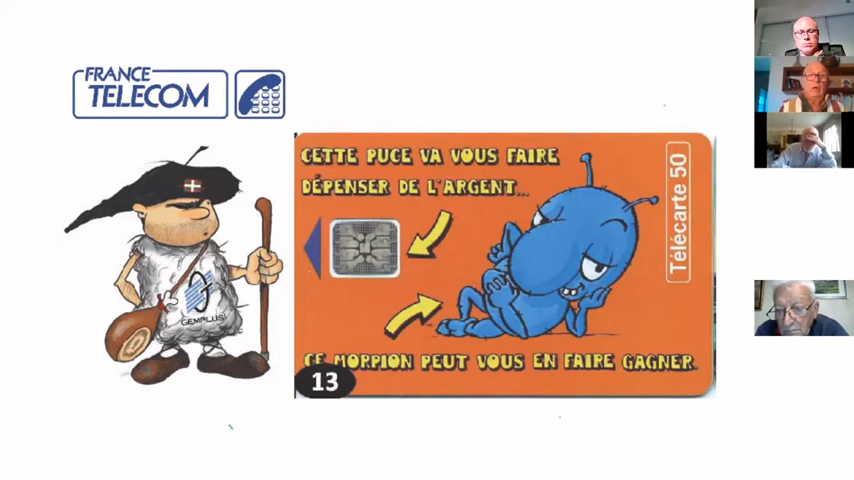 FRANCE
TELECOM
CETTE PUCE VA VOUS FAIRE
DÉPENSER DE L'ARGENT...
Télécarte 50
GEMPLUS
CE MORPION PEUT VOUS EN FAIRE GAGNER.
13